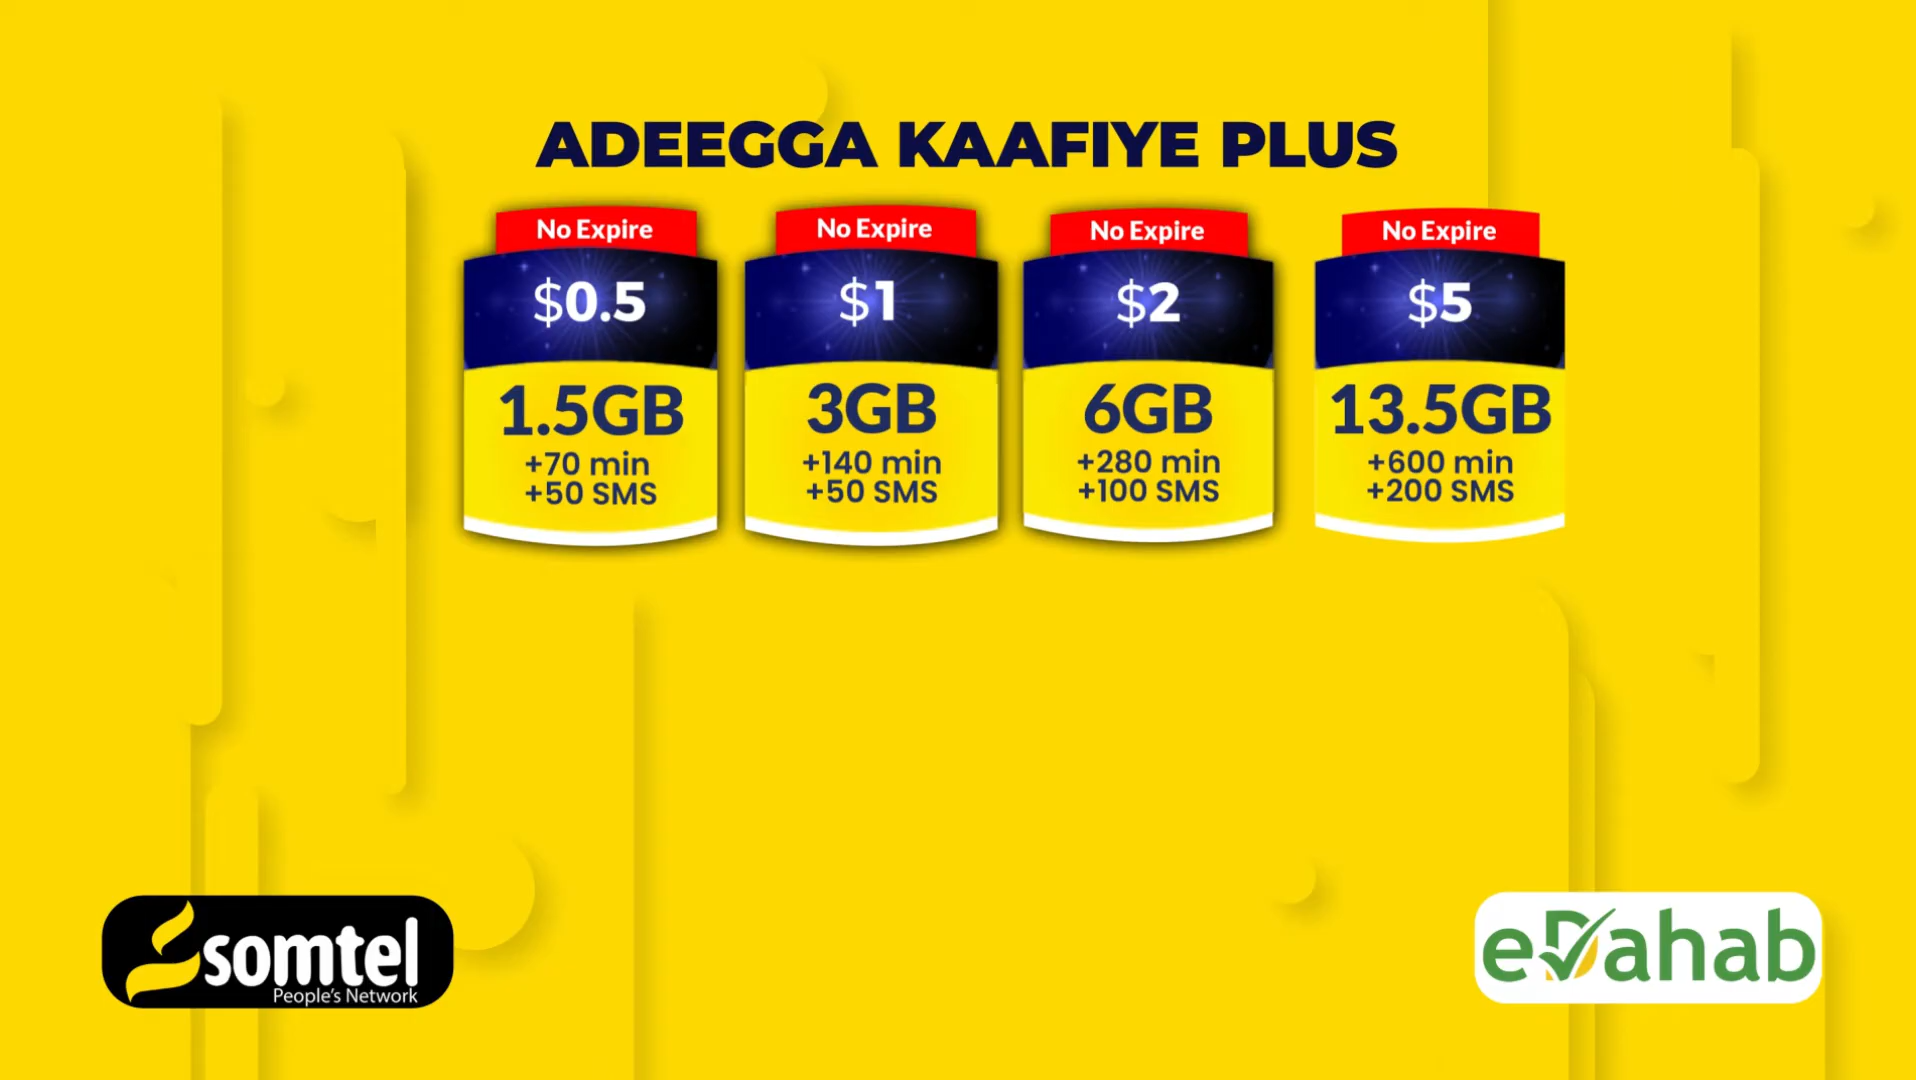 ADEEGGA KAAFIYE PLUS
No Expire
$0.5
1.5GB
+70 min
+50 SMS
No Expire
$1
3GB
+140 min
+50 SMS
No Expire
$2
6GB
+280 min
+100 SMS
No Expire
$5
13.5GB
+600 min
+200 SMS
somtel
People's Network
eDahab